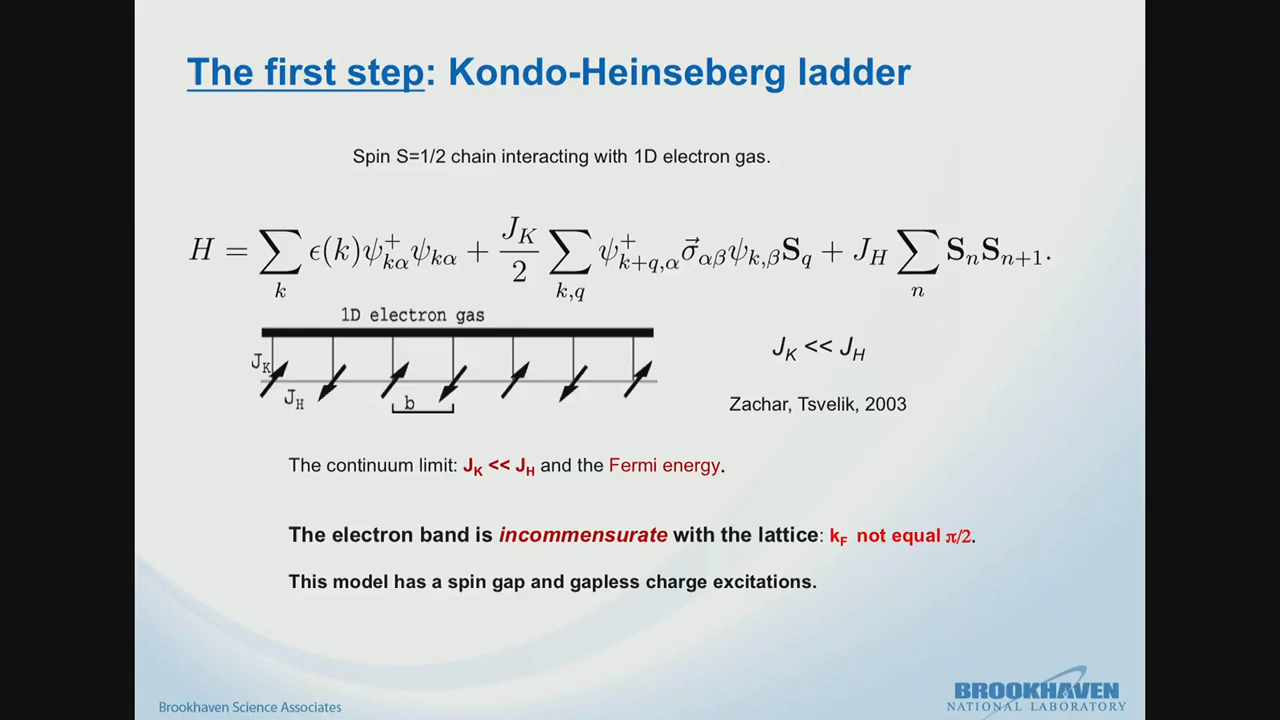 The first step: Kondo-Heinseberg ladder
Spin S=1/2 chain interacting with 1D electron gas.
H = ∑_k ϵ(k)ψ⁺_{kα}ψ_{kα} + J_K/2 ∑_{k,q} ψ⁺_{k+q,α} σ⃗_{αβ}ψ_{k,β}S_q + J_H ∑_n S_nS_{n+1}.
1D electron gas
J_K
J_H
b
J_K << J_H
Zachar, Tsvelik, 2003
The continuum limit: J_K << J_H and the Fermi energy.
The electron band is incommensurate with the lattice: k_F not equal π/2.
This model has a spin gap and gapless charge excitations.
Brookhaven Science Associates
BROOKHAVEN
NATIONAL LABORATORY